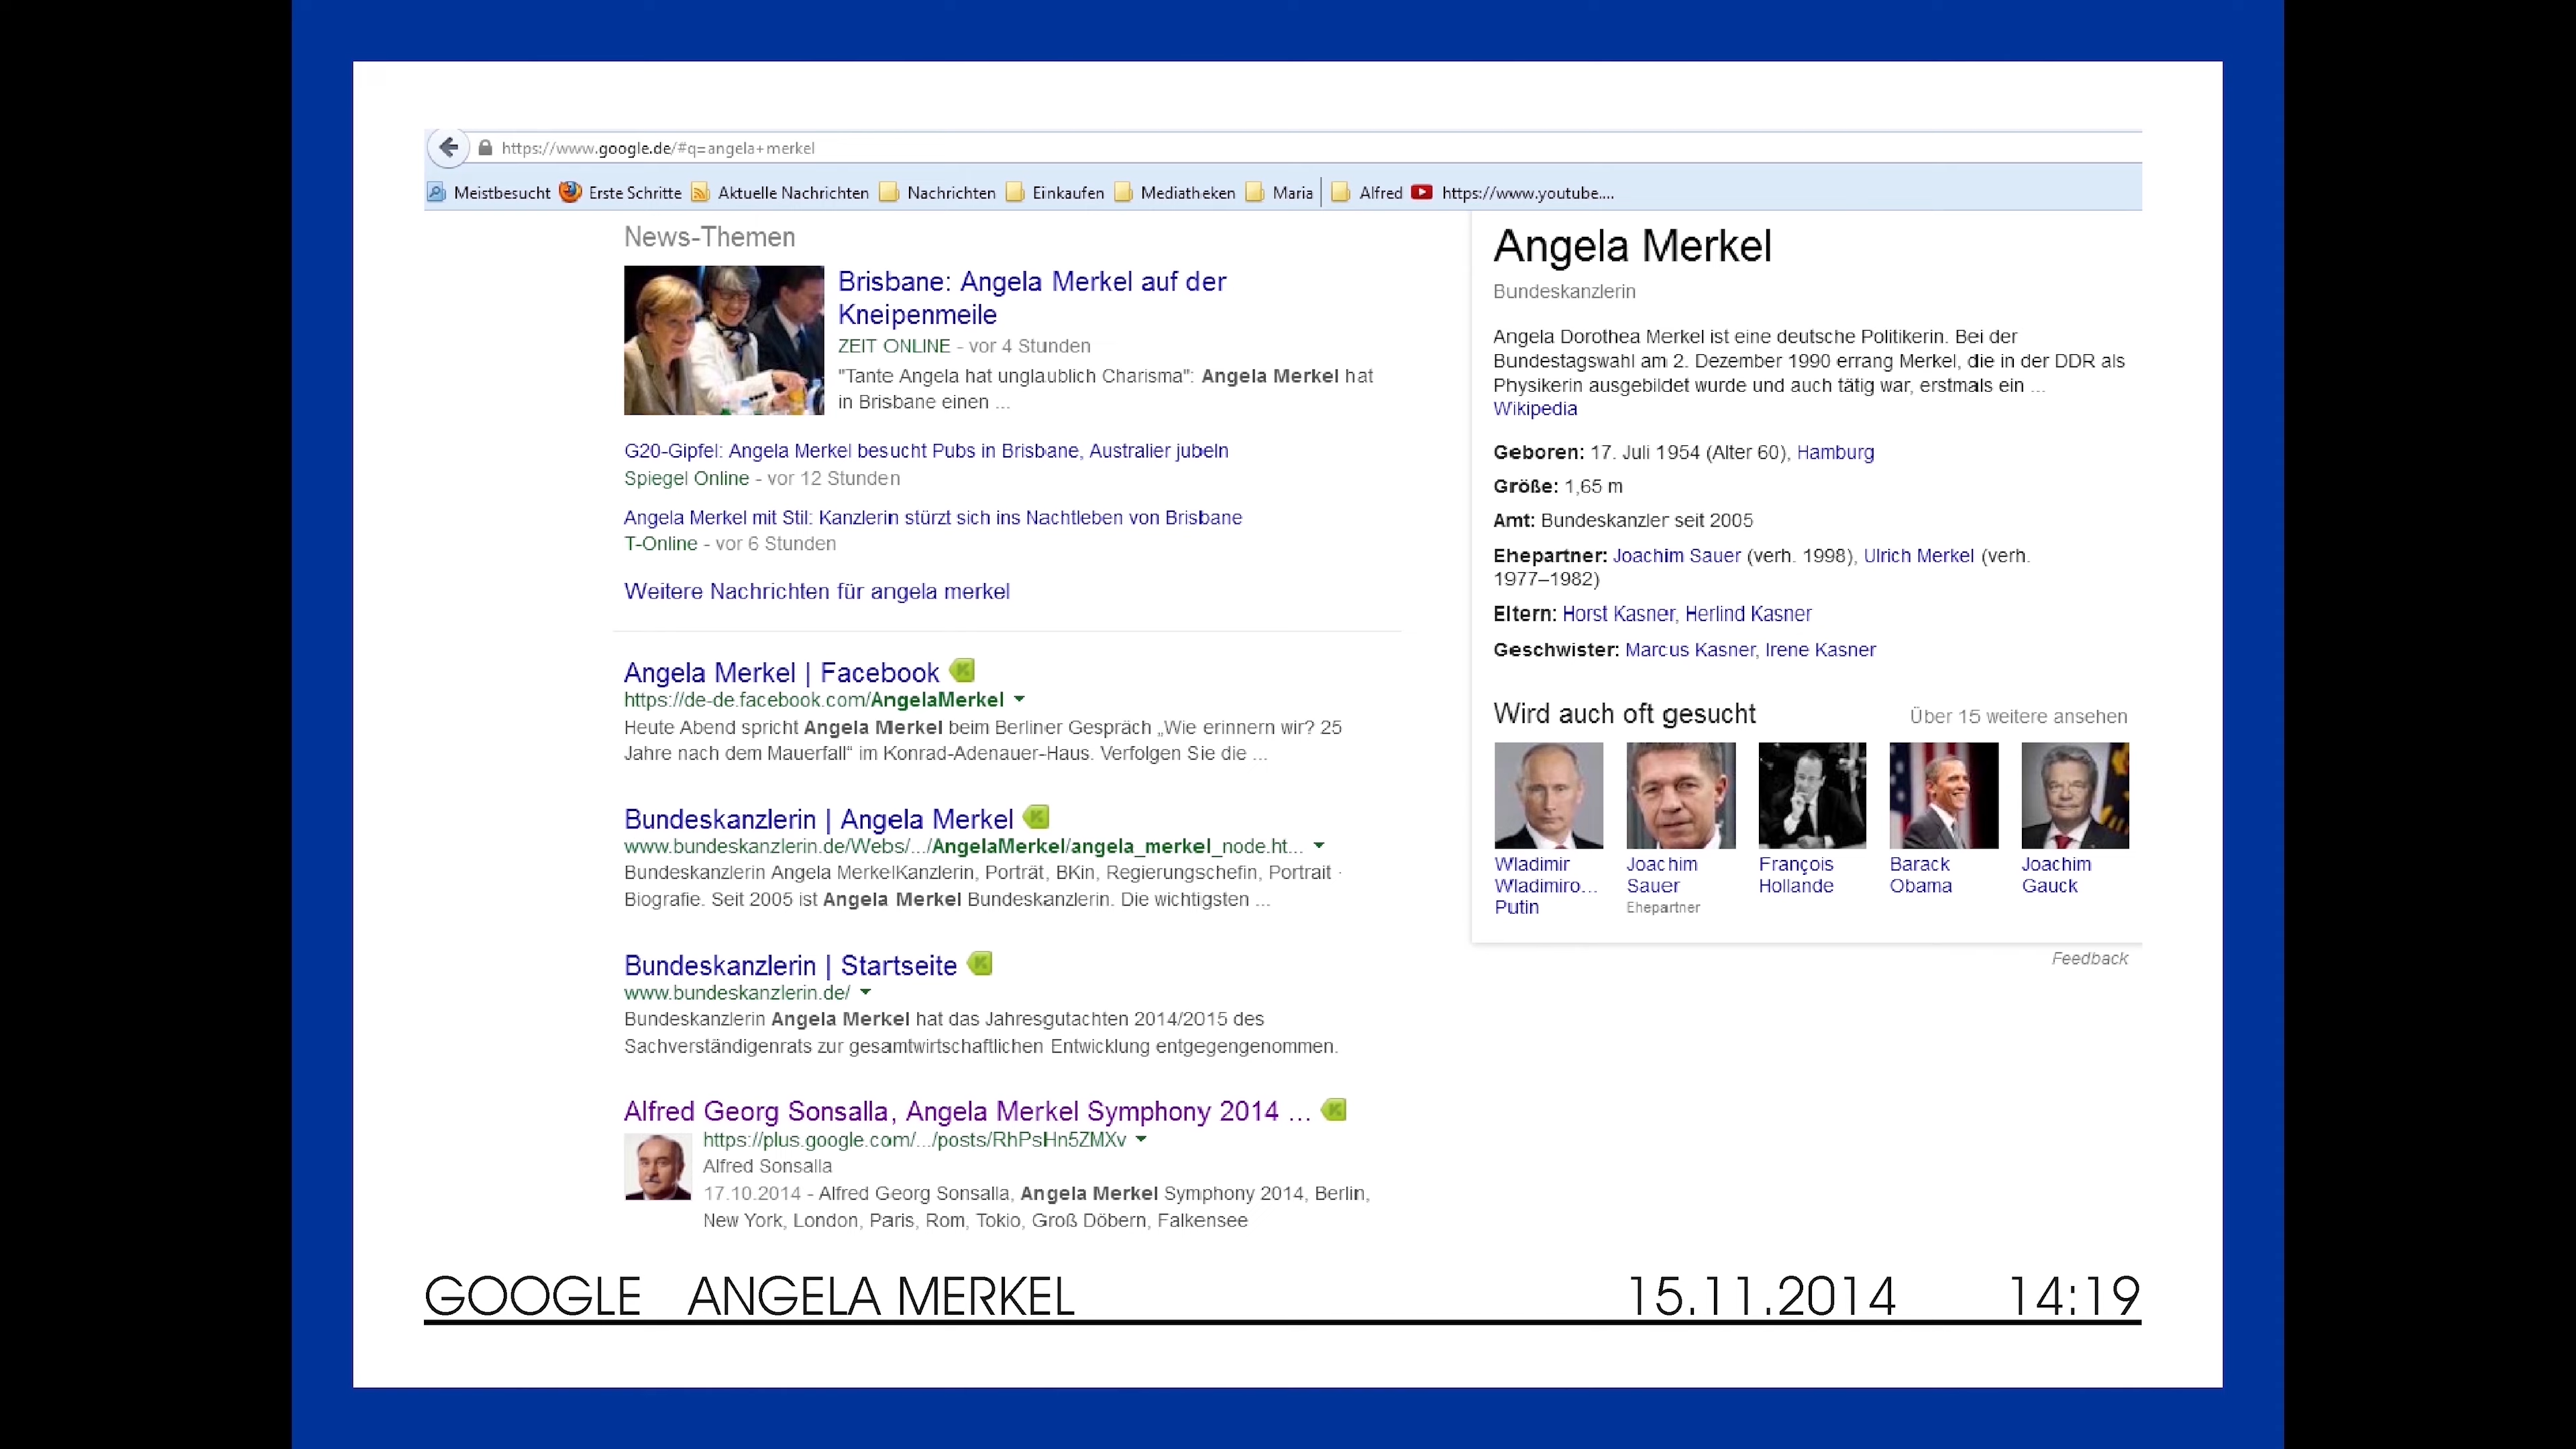 https://www.google.de/#q=angela+merkel
Meistbesucht Erste Schritte Aktuelle Nachrichten Nachrichten Einkaufen Mediatheken Maria Alfred https://www.youtube....
News-Themen
Brisbane: Angela Merkel auf der
Kneipenmeile
ZEIT ONLINE - vor 4 Stunden
"Tante Angela hat unglaublich Charisma": Angela Merkel hat
in Brisbane einen ...
G20-Gipfel: Angela Merkel besucht Pubs in Brisbane, Australier jubeln
Spiegel Online - vor 12 Stunden
Angela Merkel mit Stil: Kanzlerin stürzt sich ins Nachtleben von Brisbane
T-Online - vor 6 Stunden
Weitere Nachrichten für angela merkel
Angela Merkel | Facebook
https://de-de.facebook.com/AngelaMerkel
Heute Abend spricht Angela Merkel beim Berliner Gespräch „Wie erinnern wir? 25
Jahre nach dem Mauerfall“ im Konrad-Adenauer-Haus. Verfolgen Sie die ...
Bundeskanzlerin | Angela Merkel
www.bundeskanzlerin.de/Webs/.../AngelaMerkel/angela_merkel_node.ht...
Bundeskanzlerin Angela MerkelKanzlerin, Porträt, BKin, Regierungschefin, Portrait ·
Biografie. Seit 2005 ist Angela Merkel Bundeskanzlerin. Die wichtigsten ...
Bundeskanzlerin | Startseite
www.bundeskanzlerin.de/
Bundeskanzlerin Angela Merkel hat das Jahresgutachten 2014/2015 des
Sachverständigenrats zur gesamtwirtschaftlichen Entwicklung entgegengenommen.
Alfred Georg Sonsalla, Angela Merkel Symphony 2014 ...
https://plus.google.com/.../posts/RhPsHn5ZMXv
Alfred Sonsalla
17.10.2014 - Alfred Georg Sonsalla, Angela Merkel Symphony 2014, Berlin,
New York, London, Paris, Rom, Tokio, Groß Döbern, Falkensee
Angela Merkel
Bundeskanzlerin
Angela Dorothea Merkel ist eine deutsche Politikerin. Bei der
Bundestagswahl am 2. Dezember 1990 errang Merkel, die in der DDR als
Physikerin ausgebildet wurde und auch tätig war, erstmals ein ...
Wikipedia
Geboren: 17. Juli 1954 (Alter 60), Hamburg
Größe: 1,65 m
Amt: Bundeskanzler seit 2005
Ehepartner: Joachim Sauer (verh. 1998), Ulrich Merkel (verh.
1977–1982)
Eltern: Horst Kasner, Herlind Kasner
Geschwister: Marcus Kasner, Irene Kasner
Wird auch oft gesucht Über 15 weitere ansehen
Wladimir Joachim François Barack Joachim
Wladimiro... Sauer Hollande Obama Gauck
Putin Ehepartner
Feedback
GOOGLE ANGELA MERKEL 15.11.2014 14:19